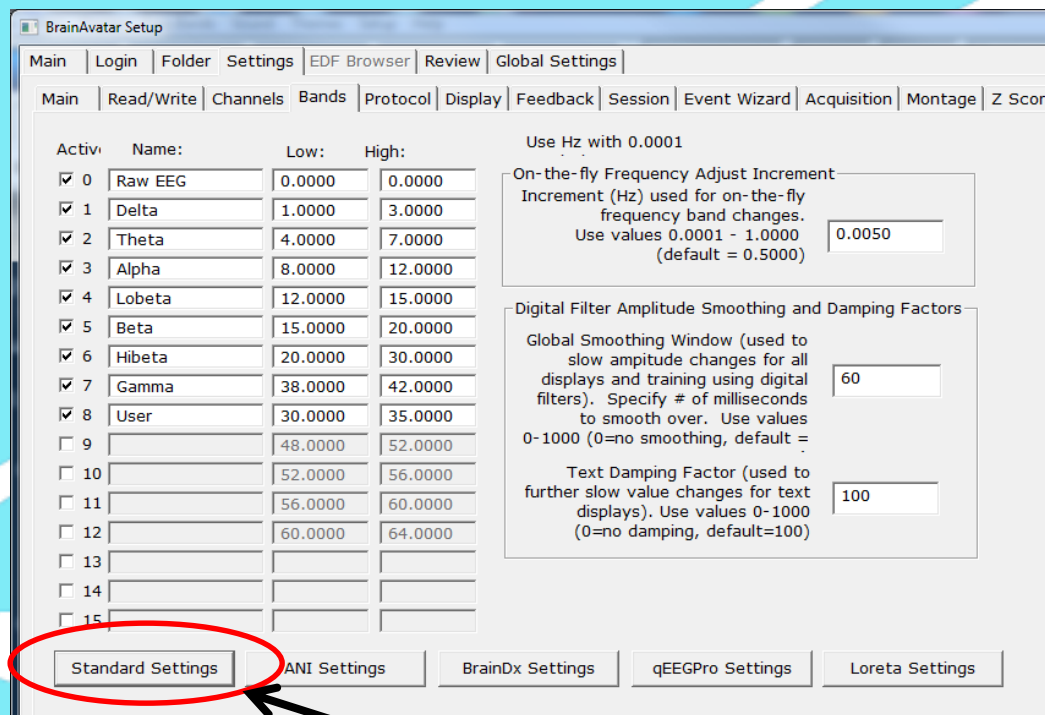 BrainAvatar Setup
Main Login Folder Settings EDF Browser Review Global Settings
Main Read/Write Channels Bands Protocol Display Feedback Session Event Wizard Acquisition Montage Z Scor
Activ Name: Low: High:
0 Raw EEG 0.0000 0.0000
1 Delta 1.0000 3.0000
2 Theta 4.0000 7.0000
3 Alpha 8.0000 12.0000
4 Lobeta 12.0000 15.0000
5 Beta 15.0000 20.0000
6 Hibeta 20.0000 30.0000
7 Gamma 38.0000 42.0000
8 User 30.0000 35.0000
9 48.0000 52.0000
10 52.0000 56.0000
11 56.0000 60.0000
12 60.0000 64.0000
13
14
15
Use Hz with 0.0001
On-the-fly Frequency Adjust Increment
Increment (Hz) used for on-the-fly
frequency band changes.
Use values 0.0001 - 1.0000
(default = 0.5000)
0.0050
Digital Filter Amplitude Smoothing and Damping Factors
Global Smoothing Window (used to
slow ampitude changes for all
displays and training using digital
filters). Specify # of milliseconds
to smooth over. Use values
0-1000 (0=no smoothing, default =
60
Text Damping Factor (used to
further slow value changes for text
displays). Use values 0-1000
(0=no damping, default=100)
100
Standard Settings ANI Settings BrainDx Settings qEEGPro Settings Loreta Settings